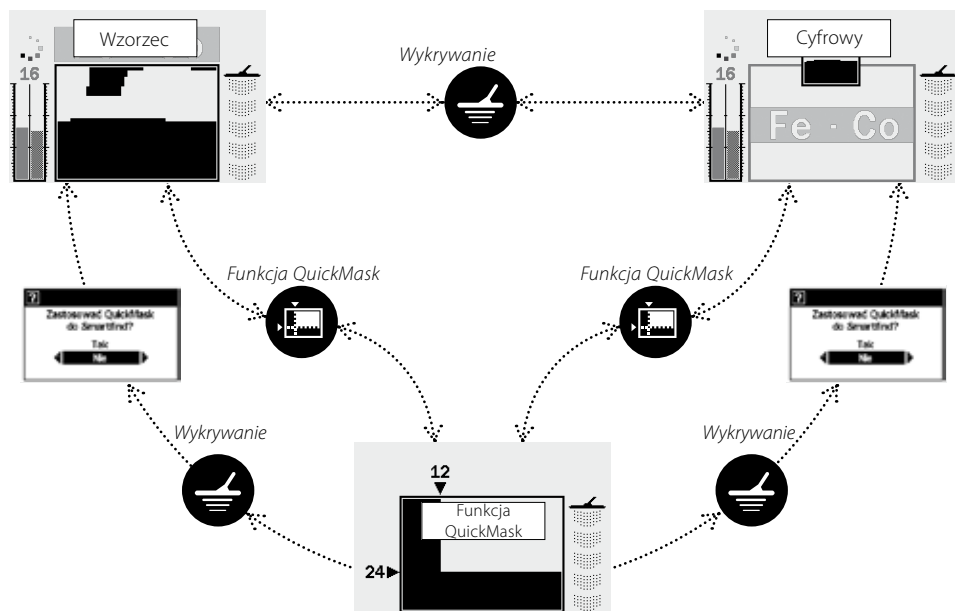 Wzorzec
16
Wykrywanie
Cyfrowy
16
Fe · Co
Funkcja QuickMask
Funkcja QuickMask
?
Zastosować QuickMask
do Smartfind?
Tak
Nie
?
Zastosować QuickMask
do Smartfind?
Tak
Nie
Wykrywanie
Wykrywanie
12
Funkcja
QuickMask
24